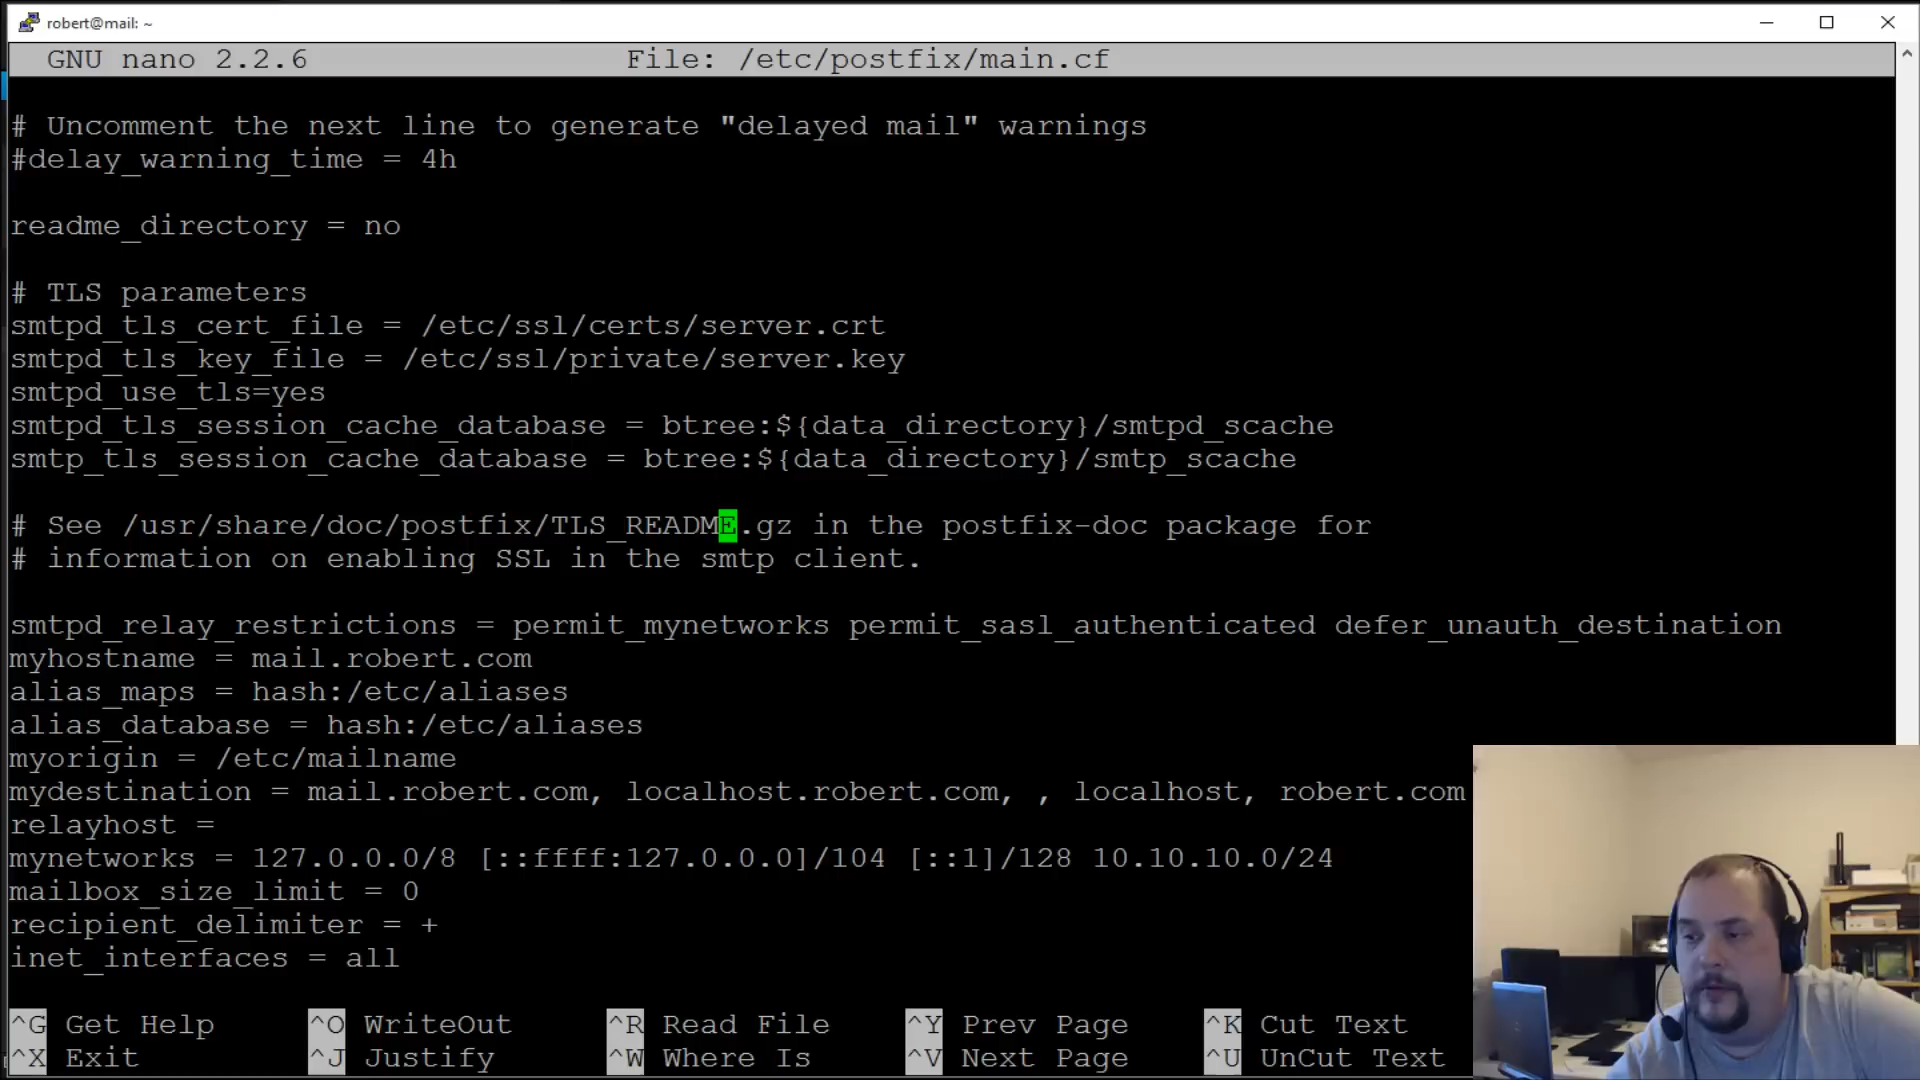 robert@mail: ~
GNU nano 2.2.6 File: /etc/postfix/main.cf
# Uncomment the next line to generate "delayed mail" warnings
#delay_warning_time = 4h
readme_directory = no
# TLS parameters
smtpd_tls_cert_file = /etc/ssl/certs/server.crt
smtpd_tls_key_file = /etc/ssl/private/server.key
smtpd_use_tls=yes
smtpd_tls_session_cache_database = btree:${data_directory}/smtpd_scache
smtp_tls_session_cache_database = btree:${data_directory}/smtp_scache
# See /usr/share/doc/postfix/TLS_README.gz in the postfix-doc package for
# information on enabling SSL in the smtp client.
smtpd_relay_restrictions = permit_mynetworks permit_sasl_authenticated defer_unauth_destination
myhostname = mail.robert.com
alias_maps = hash:/etc/aliases
alias_database = hash:/etc/aliases
myorigin = /etc/mailname
mydestination = mail.robert.com, localhost.robert.com, , localhost, robert.com
relayhost =
mynetworks = 127.0.0.0/8 [::ffff:127.0.0.0]/104 [::1]/128 10.10.10.0/24
mailbox_size_limit = 0
recipient_delimiter = +
inet_interfaces = all
^G Get Help ^O WriteOut ^R Read File ^Y Prev Page ^K Cut Text
^X Exit ^J Justify ^W Where Is ^V Next Page ^U UnCut Text